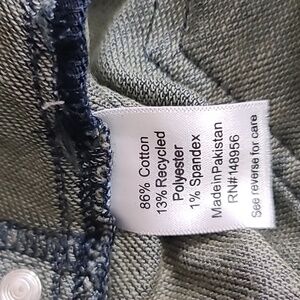 86% Cotton
13% Recycled
Polyester
1% Spandex
MadeinPakistan
RN#148956
See reverse for care